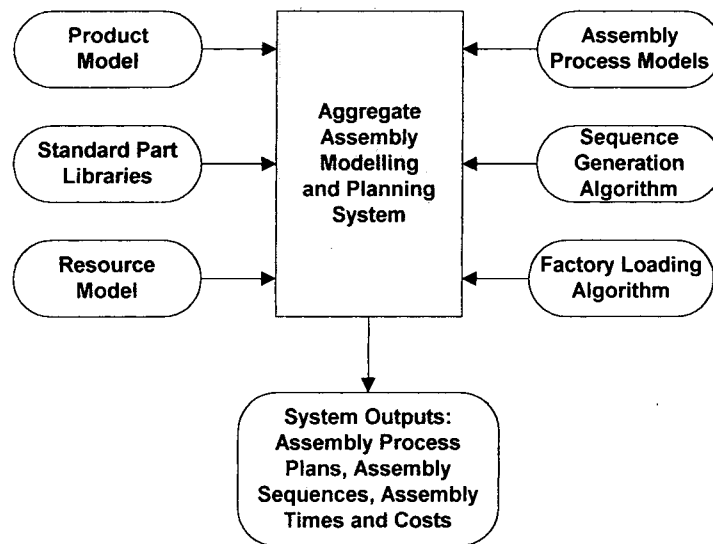 Product
Model
Standard Part
Libraries
Resource
Model
Aggregate
Assembly
Modelling
and Planning
System
Assembly
Process Models
Sequence
Generation
Algorithm
Factory Loading
Algorithm
System Outputs:
Assembly Process
Plans, Assembly
Sequences, Assembly
Times and Costs